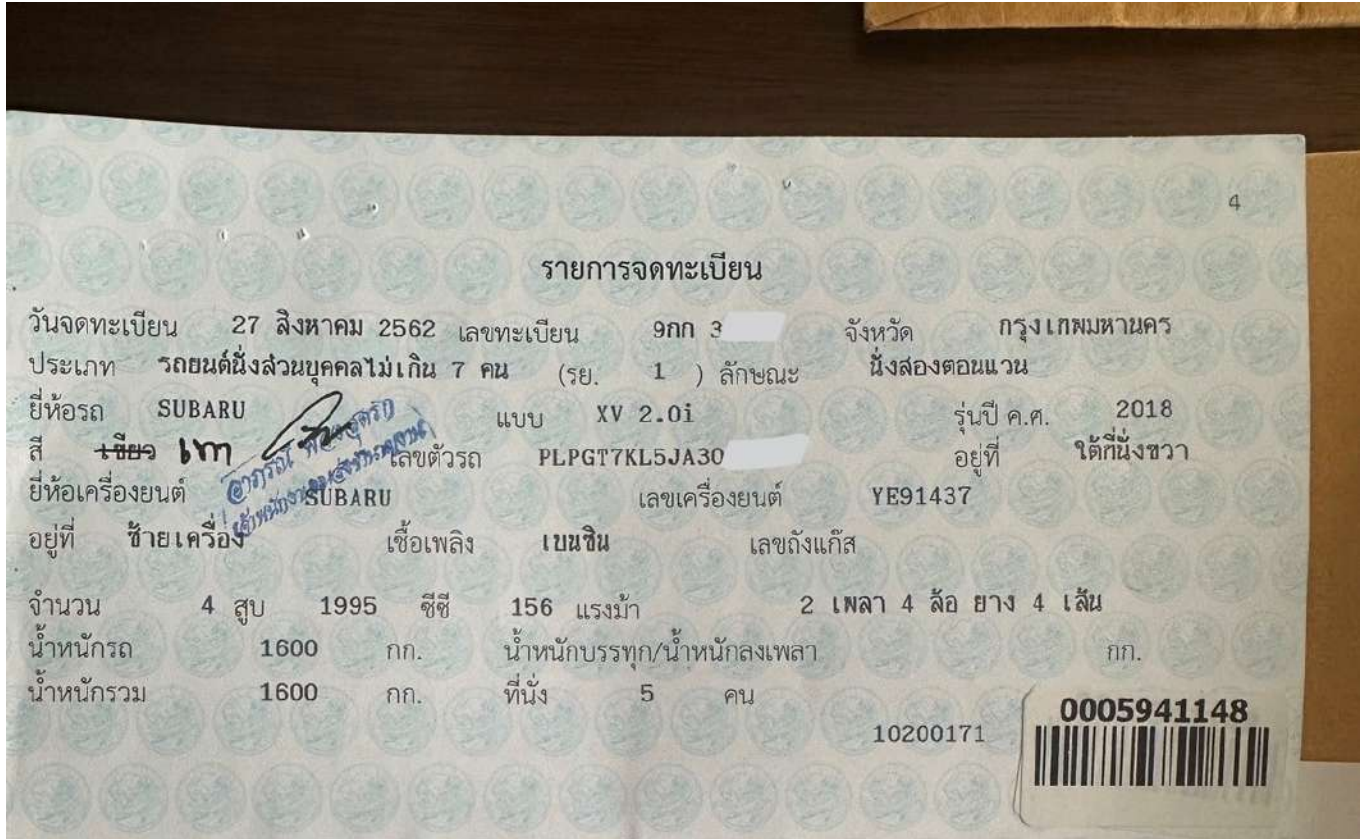 4
รายการจดทะเบียน
วันจดทะเบียน 27 สิงหาคม 2562 เลขทะเบียน 9กก 3 จังหวัด กรุงเทพมหานคร
ประเภท รถยนต์นั่งส่วนบุคคลไม่เกิน 7 คน (รย. 1 ) ลักษณะ นั่งสองตอนแวน
ยี่ห้อรถ SUBARU แบบ XV 2.0i รุ่นปี ค.ศ. 2018
สี เขียว เทา เลขตัวรถ PLPGT7KL5JA30 อยู่ที่ ใต้ที่นั่งขวา
ยี่ห้อเครื่องยนต์ SUBARU เลขเครื่องยนต์ YE91437
อยู่ที่ ซ้ายเครื่อง เชื้อเพลิง เบนซิน เลขถังแก๊ส
จำนวน 4 สูบ 1995 ซีซี 156 แรงม้า 2 เพลา 4 ล้อ ยาง 4 เส้น
น้ำหนักรถ 1600 กก. น้ำหนักบรรทุก/น้ำหนักลงเพลา กก.
น้ำหนักรวม 1600 กก. ที่นั่ง 5 คน
0005941148
10200171